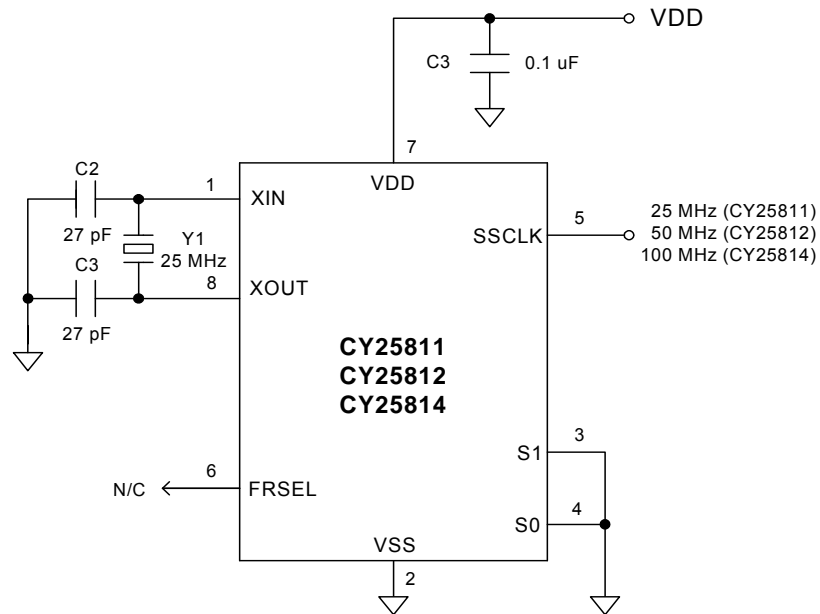 VDD
C3 0.1 uF
7
VDD
C2
1
XIN
27 pF
Y1
25 MHz
C3
8
XOUT
27 pF
5
SSCLK
25 MHz (CY25811)
50 MHz (CY25812)
100 MHz (CY25814)
CY25811
CY25812
CY25814
3
S1
6
N/C
FRSEL
4
S0
VSS
2